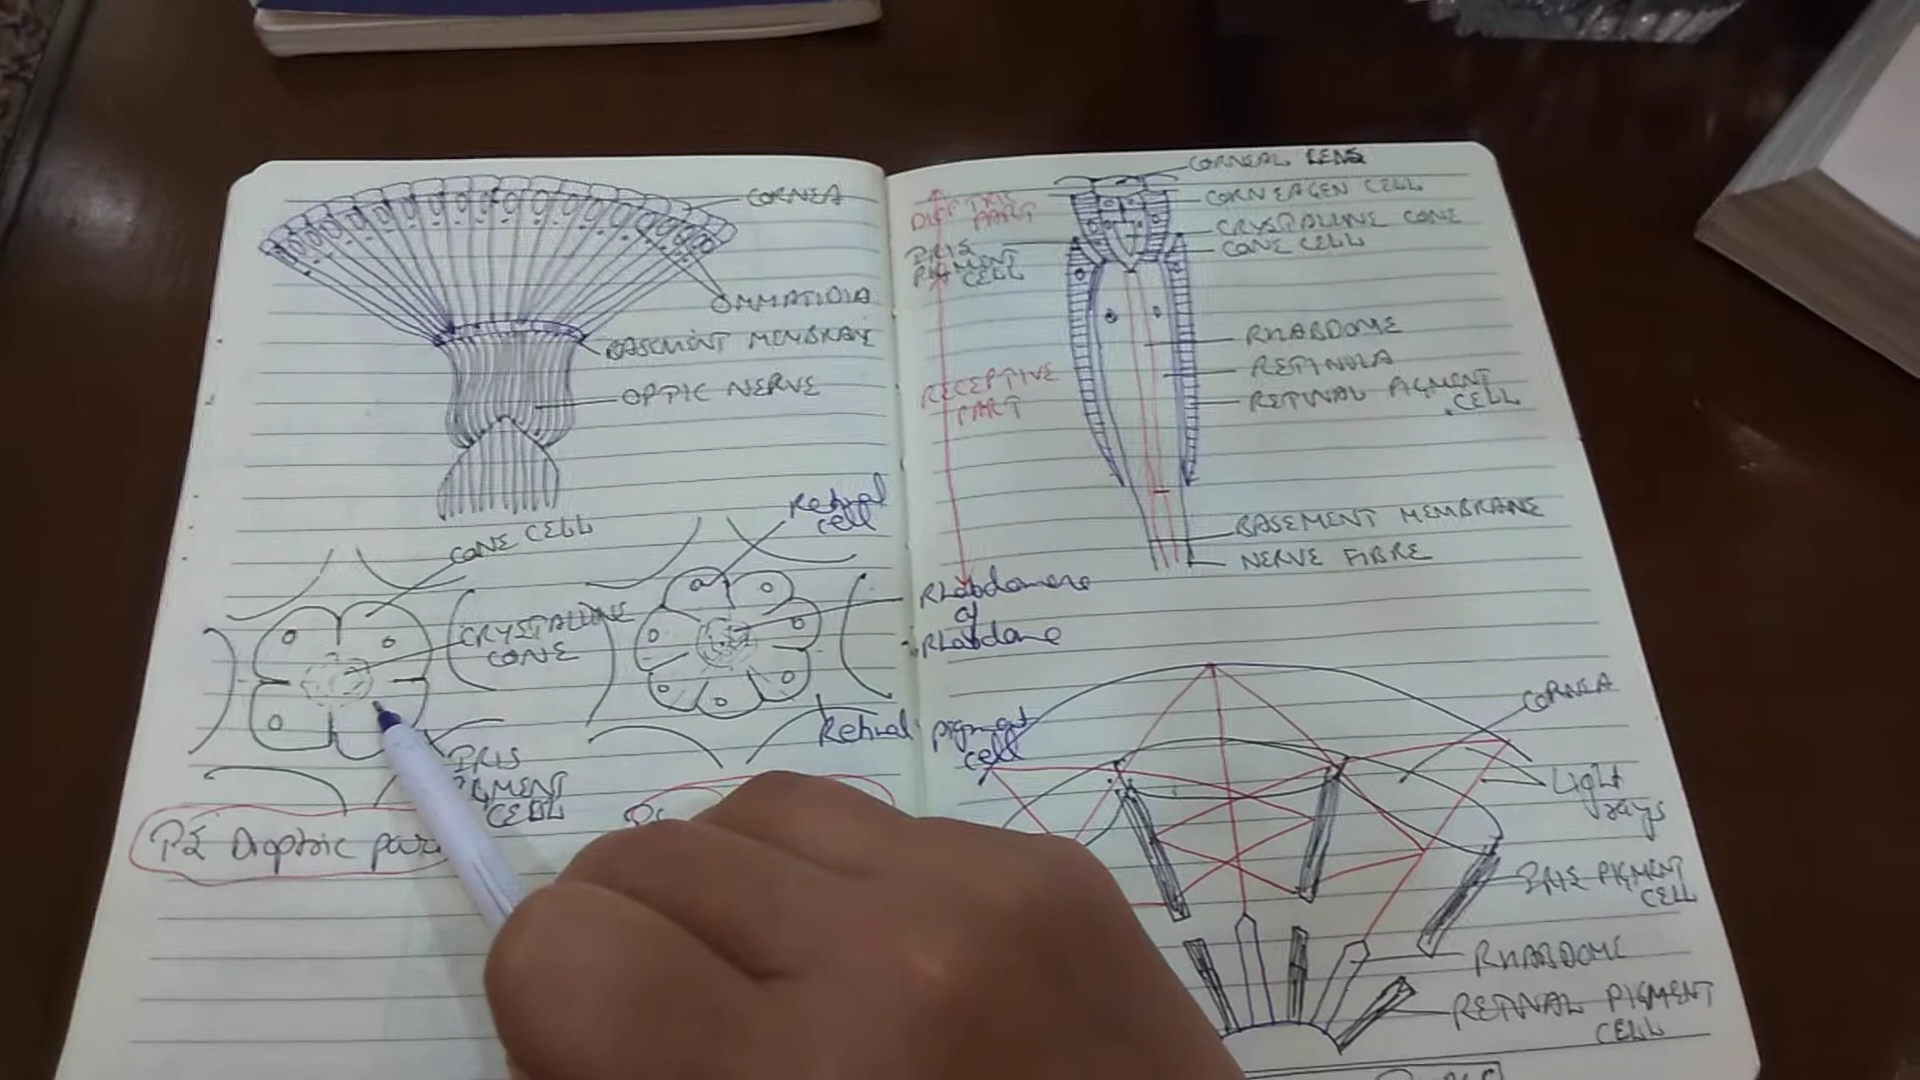 CORNEA
OMMATIDIA
BASEMENT MEMBRANE
OPTIC NERVE
CONE CELL
Retinal
cell
CRYSTALLINE
CONE
Rhabdomere
of
Rhabdome
IRIS
PIGMENT
CELL
Retinal Pigment
cell
TS Dioptric
CORNEAL LENS
CORNEAGEN CELL
CRYSTALLINE CONE
CONE CELL
PART
IRIS
PIGMENT CELL
RHABDOME
RETINULA
RECEPTIVE
PART
RETINAL PIGMENT
CELL
BASEMENT MEMBRANE
NERVE FIBRE
CORNEA
Light
rays
IRIS PIGMENT
CELL
RHABDOME
RETINAL PIGMENT
CELL